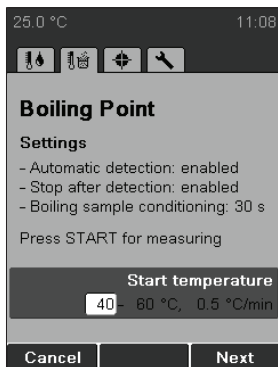 25.0 °C 11:08
Boiling Point
Settings
- Automatic detection: enabled
- Stop after detection: enabled
- Boiling sample conditioning: 30 s
Press START for measuring
Start temperature
40 - 60 °C, 0.5 °C/min
Cancel Next